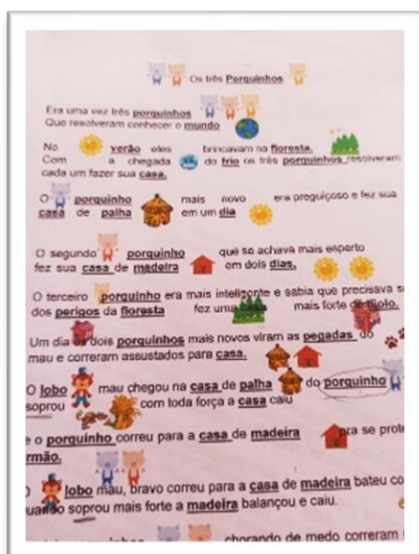 Os três Porquinhos
Era uma vez três porquinhos
Que resolveram conhecer o mundo
No verão eles brincavam na floresta.
Com a chegada do frio os três porquinhos resolveram
cada um fazer sua casa.
O porquinho mais novo era preguiçoso e fez sua
casa de palha em um dia
O segundo porquinho que se achava mais esperto
fez sua casa de madeira em dois dias.
O terceiro porquinho era mais inteligente e sabia que precisava s
dos perigos da floresta fez uma mais forte de tijolo.
Um dia os dois porquinhos mais novos viram as pegadas do
mau e correram assustados para casa.
O lobo mau chegou na casa de palha do porquinho
soprou com toda força a casa caiu
e o porquinho correu para a casa de madeira pra se prote
rmão.
O lobo mau, bravo correu para a casa de madeira bateu co
uando soprou mais forte a madeira balançou e caiu.
chorando de medo correram